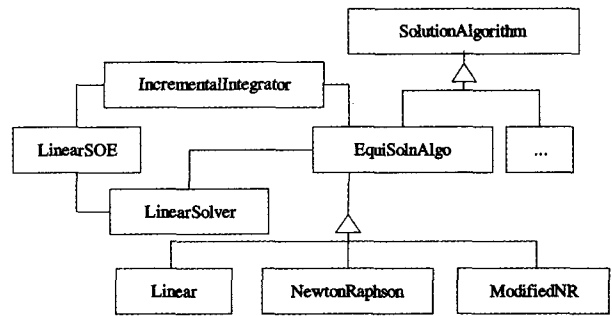 SolutionAlgorithm
IncrementalIntegrator
LinearSOE
EquiSolnAlgo
...
LinearSolver
Linear
NewtonRaphson
ModifiedNR